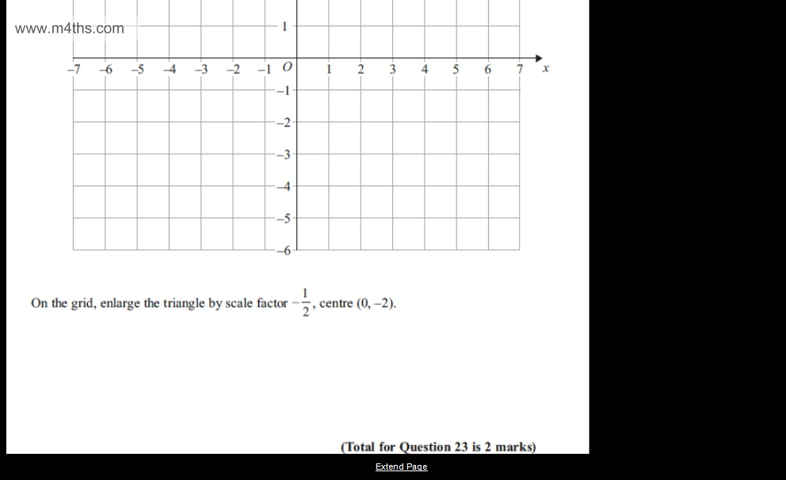 www.m4ths.com
1
–7 –6 –5 –4 –3 –2 –1 O 1 2 3 4 5 6 7 x
–1
–2
–3
–4
–5
–6
On the grid, enlarge the triangle by scale factor –1/2, centre (0, –2).
(Total for Question 23 is 2 marks)
Extend Page